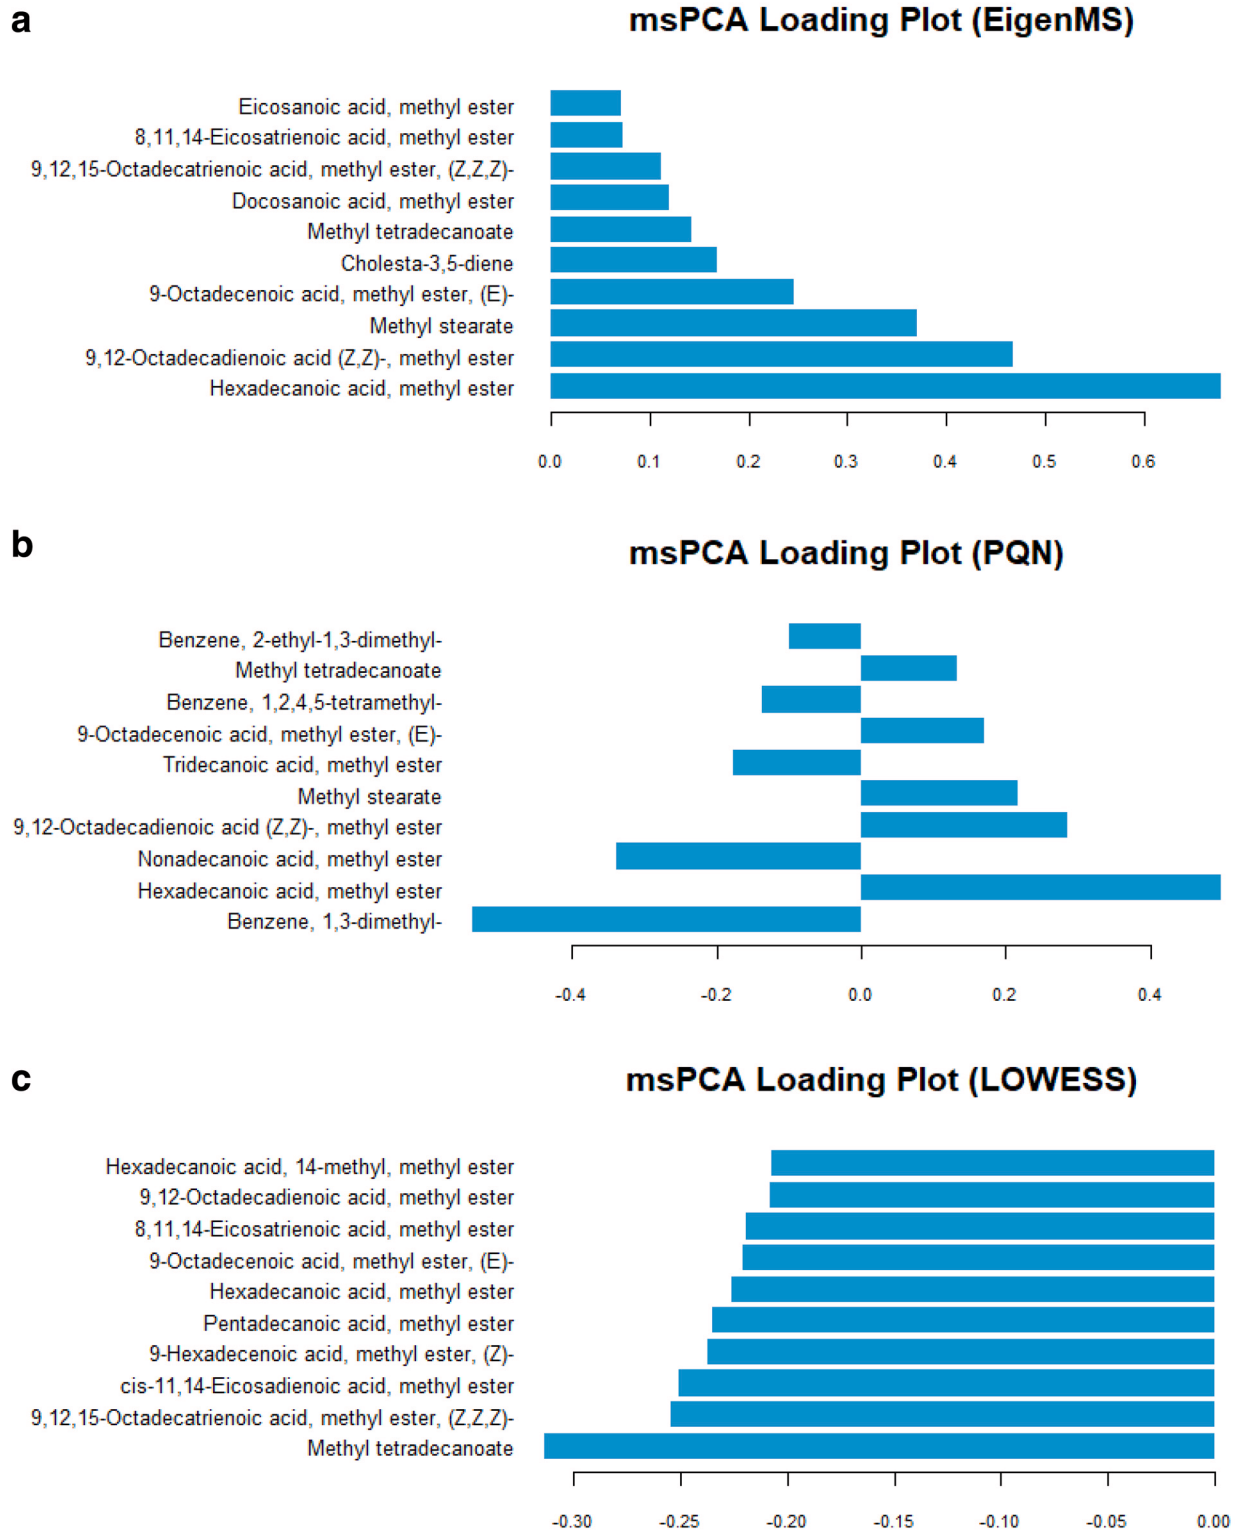 a
msPCA Loading Plot (EigenMS)
Eicosanoic acid, methyl ester
8,11,14-Eicosatrienoic acid, methyl ester
9,12,15-Octadecatrienoic acid, methyl ester, (Z,Z,Z)-
Docosanoic acid, methyl ester
Methyl tetradecanoate
Cholesta-3,5-diene
9-Octadecenoic acid, methyl ester, (E)-
Methyl stearate
9,12-Octadecadienoic acid (Z,Z)-, methyl ester
Hexadecanoic acid, methyl ester
0.0 0.1 0.2 0.3 0.4 0.5 0.6
b
msPCA Loading Plot (PQN)
Benzene, 2-ethyl-1,3-dimethyl-
Methyl tetradecanoate
Benzene, 1,2,4,5-tetramethyl-
9-Octadecenoic acid, methyl ester, (E)-
Tridecanoic acid, methyl ester
Methyl stearate
9,12-Octadecadienoic acid (Z,Z)-, methyl ester
Nonadecanoic acid, methyl ester
Hexadecanoic acid, methyl ester
Benzene, 1,3-dimethyl-
-0.4 -0.2 0.0 0.2 0.4
c
msPCA Loading Plot (LOWESS)
Hexadecanoic acid, 14-methyl, methyl ester
9,12-Octadecadienoic acid, methyl ester
8,11,14-Eicosatrienoic acid, methyl ester
9-Octadecenoic acid, methyl ester, (E)-
Hexadecanoic acid, methyl ester
Pentadecanoic acid, methyl ester
9-Hexadecenoic acid, methyl ester, (Z)-
cis-11,14-Eicosadienoic acid, methyl ester
9,12,15-Octadecatrienoic acid, methyl ester, (Z,Z,Z)-
Methyl tetradecanoate
-0.30 -0.25 -0.20 -0.15 -0.10 -0.05 0.00